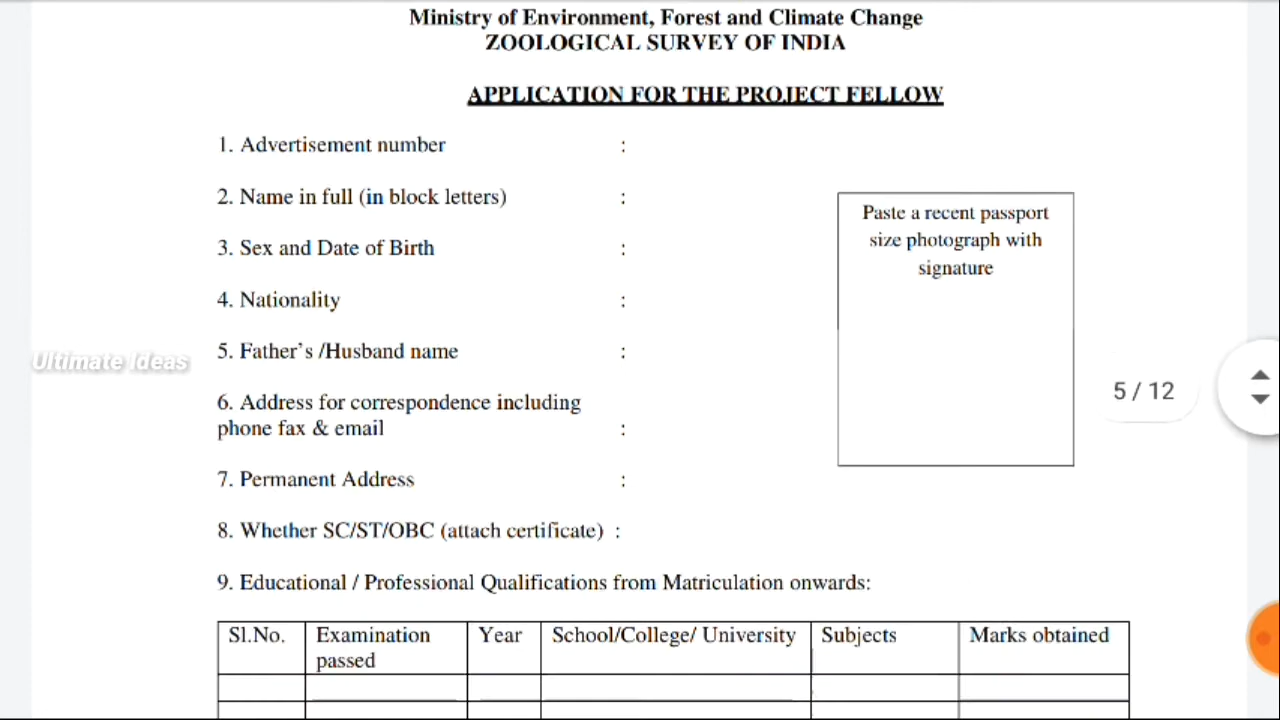 Ministry of Environment, Forest and Climate Change
ZOOLOGICAL SURVEY OF INDIA
APPLICATION FOR THE PROJECT FELLOW
1. Advertisement number :
2. Name in full (in block letters) :
Paste a recent passport
size photograph with
signature
3. Sex and Date of Birth :
4. Nationality :
5. Father's /Husband name :
Ultimate Ideas
6. Address for correspondence including
phone fax & email :
5 / 12
7. Permanent Address :
8. Whether SC/ST/OBC (attach certificate) :
9. Educational / Professional Qualifications from Matriculation onwards:
Sl.No. Examination passed Year School/College/ University Subjects Marks obtained